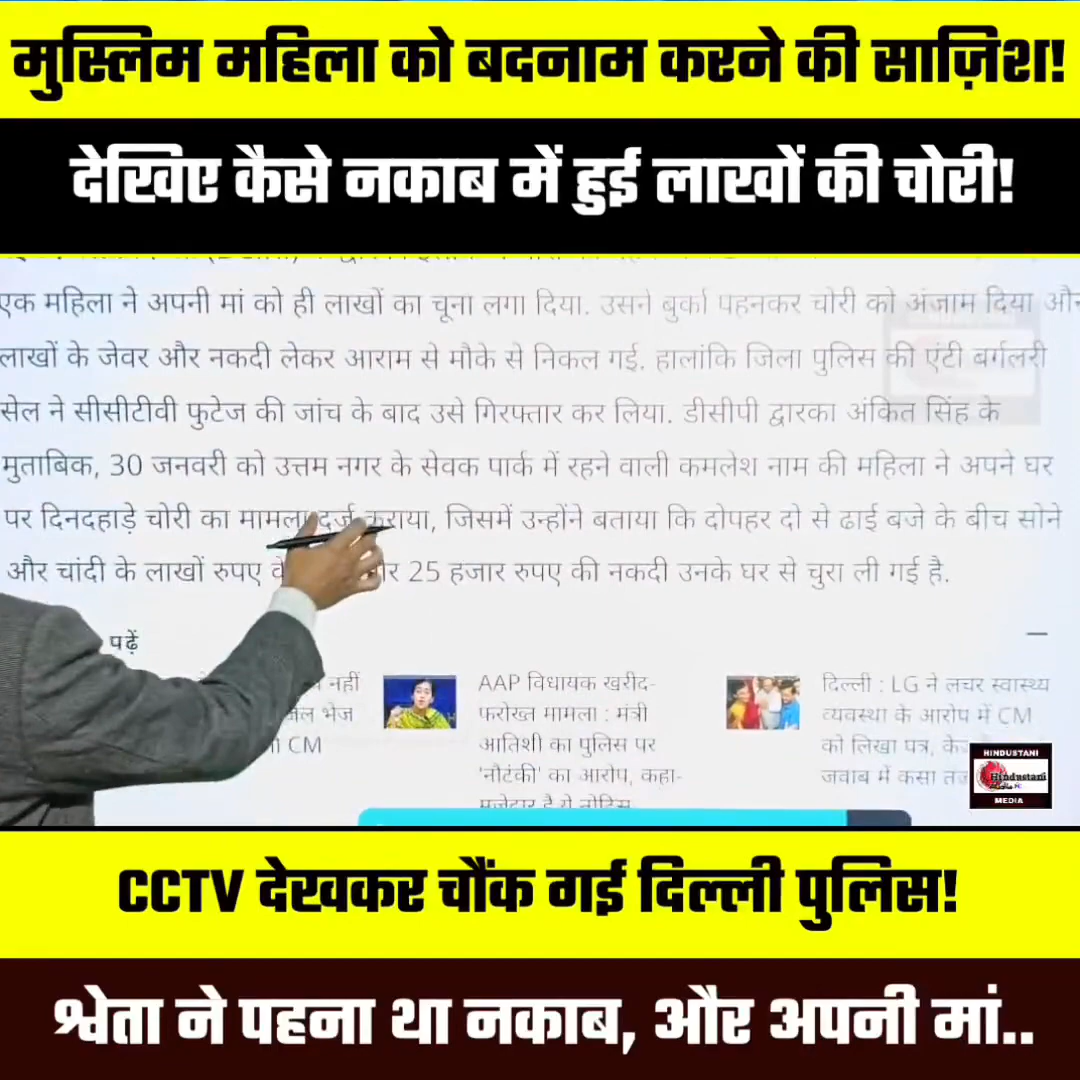 मुस्लिम महिला को बदनाम करने की साज़िश!
देखिए कैसे नकाब में हुई लाखों की चोरी!
एक महिला ने अपनी मां को ही लाखों का चूना लगा दिया. उसने बुर्का पहनकर चोरी को अंजाम दिया और
लाखों के जेवर और नकदी लेकर आराम से मौके से निकल गई. हालांकि जिला पुलिस की एंटी बर्गलरी
सेल ने सीसीटीवी फुटेज की जांच के बाद उसे गिरफ्तार कर लिया. डीसीपी द्वारका अंकित सिंह के
मुताबिक, 30 जनवरी को उत्तम नगर के सेवक पार्क में रहने वाली कमलेश नाम की महिला ने अपने घर
पर दिनदहाड़े चोरी का मामला दर्ज कराया, जिसमें उन्होंने बताया कि दोपहर दो से ढाई बजे के बीच सोने
और चांदी के लाखों रुपए 25 हजार रुपए की नकदी उनके घर से चुरा ली गई है.
पढ़ें
नहीं
भेज
CM
AAP विधायक खरीद-
फरोख्त मामला : मंत्री
आतिशी का पुलिस पर
'नौटंकी' का आरोप, कहा-
दिल्ली : LG ने लचर स्वास्थ्य
व्यवस्था के आरोप में CM
को लिखा पत्र,
जवाब में कसा
HINDUSTANI
Hindustani
MEDIA
CCTV देखकर चौंक गई दिल्ली पुलिस!
श्वेता ने पहना था नकाब, और अपनी मां..